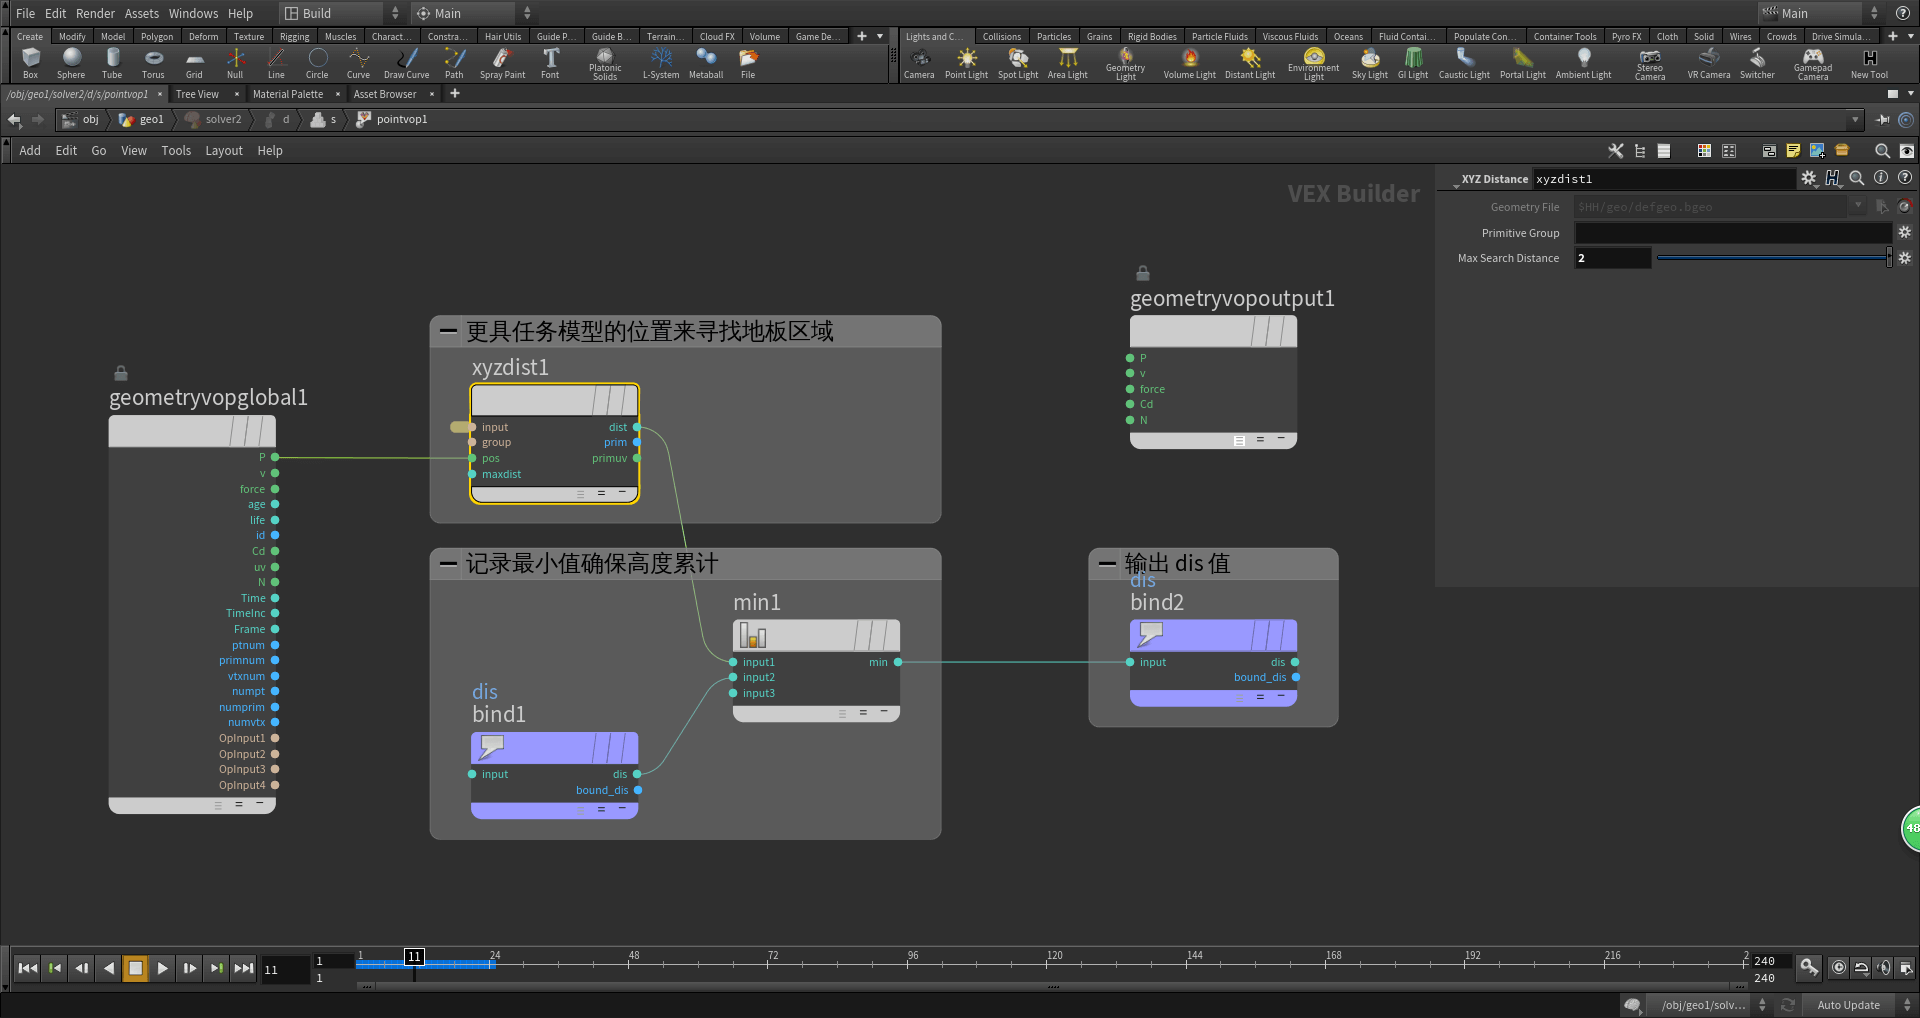 File Edit Render Assets Windows Help Build Main Main
Create Modify Model Polygon Deform Texture Rigging Muscles Charact... Constra... Hair Utils Guide P... Guide B... Terrain... Cloud FX Volume Game De...
Lights and C... Collisions Particles Grains Rigid Bodies Particle Fluids Viscous Fluids Oceans Fluid Contai... Populate Con... Container Tools Pyro FX Cloth Solid Wires Crowds Drive Simula...
Box Sphere Tube Torus Grid Null Line Circle Curve Draw Curve Path Spray Paint Font Platonic Solids L-System Metaball File
Camera Point Light Spot Light Area Light Geometry Light Volume Light Distant Light Environment Light Sky Light GI Light Caustic Light Portal Light Ambient Light Stereo Camera VR Camera Switcher Gamepad Camera New Tool
/obj/geo1/solver2/d/s/pointvop1 Tree View Material Palette Asset Browser
obj geo1 solver2 d s pointvop1
Add Edit Go View Tools Layout Help
VEX Builder
XYZ Distance xyzdist1
Geometry File $HH/geo/defgeo.bgeo
Primitive Group
Max Search Distance 2
geometryvopglobal1
P
v
force
age
life
id
Cd
uv
N
Time
TimeInc
Frame
ptnum
primnum
vtxnum
numpt
numprim
numvtx
OpInput1
OpInput2
OpInput3
OpInput4
更具任务模型的位置来寻找地板区域
xyzdist1
input dist
group prim
pos primuv
maxdist
记录最小值确保高度累计
min1
input1 min
input2
input3
dis
bind1
input dis
bound_dis
geometryvopoutput1
P
v
force
Cd
N
输出 dis 值
dis
bind2
input dis
bound_dis
48
11
1
1
1 11 24 48 72 96 120 144 168 192 216 2
240
240
/obj/geo1/solv... Auto Update